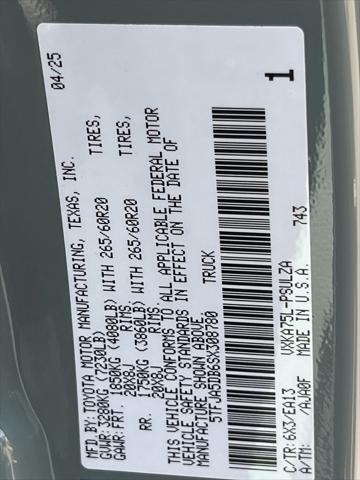 MFD. BY: TOYOTA MOTOR MANUFACTURING, TEXAS, INC. 04/25
GVWR: 3280KG (7230LB)
GAWR: FRT. 1850KG (4080LB) WITH 265/60R20 TIRES,
20X8J RIMS
RR. 1750KG (3860LB) WITH 265/60R20 TIRES,
20X8J RIMS
THIS VEHICLE CONFORMS TO ALL APPLICABLE FEDERAL MOTOR
VEHICLE SAFETY STANDARDS IN EFFECT ON THE DATE OF
MANUFACTURE SHOWN ABOVE.
5TFJA5DB6SX308780 TRUCK
1
C/TR: 6X3/EA13 VXKA75L-PSULZA
A/TM: /AJA0F MADE IN U.S.A. 743